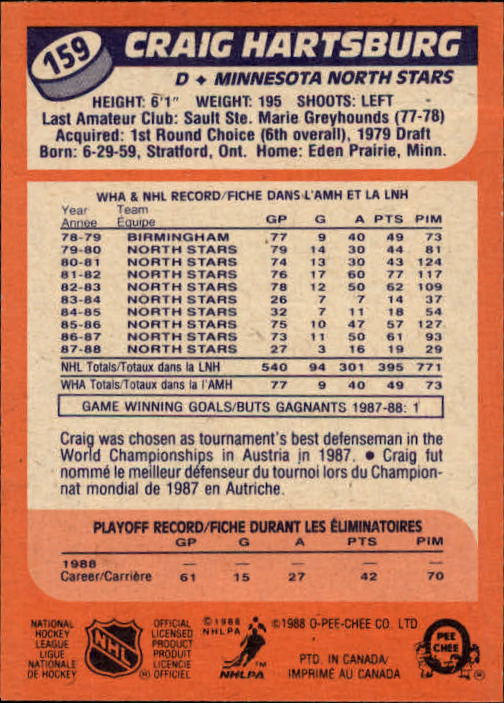 159
CRAIG HARTSBURG
D ♦ MINNESOTA NORTH STARS
HEIGHT: 6'1" WEIGHT: 195 SHOOTS: LEFT
Last Amateur Club: Sault Ste. Marie Greyhounds (77-78)
Acquired: 1st Round Choice (6th overall), 1979 Draft
Born: 6-29-59, Stratford, Ont. Home: Eden Prairie, Minn.
WHA & NHL RECORD/FICHE DANS L'AMH ET LA LNH
Year Team
Année Équipe GP G A PTS PIM
78-79 BIRMINGHAM 77 9 40 49 73
79-80 NORTH STARS 79 14 30 44 81
80-81 NORTH STARS 74 13 30 43 124
81-82 NORTH STARS 76 17 60 77 117
82-83 NORTH STARS 78 12 50 62 109
83-84 NORTH STARS 26 7 7 14 37
84-85 NORTH STARS 32 7 11 18 54
85-86 NORTH STARS 75 10 47 57 127
86-87 NORTH STARS 73 11 50 61 93
87-88 NORTH STARS 27 3 16 19 29
NHL Totals/Totaux dans la LNH 540 94 301 395 771
WHA Totals/Totaux dans la l'AMH 77 9 40 49 73
GAME WINNING GOALS/BUTS GAGNANTS 1987-88: 1
Craig was chosen as tournament's best defenseman in the
World Championships in Austria in 1987. ● Craig fut
nommé le meilleur défenseur du tournoi lors du Champion-
nat mondial de 1987 en Autriche.
PLAYOFF RECORD/FICHE DURANT LES ÉLIMINATOIRES
GP G A PTS PIM
1988 — — — — —
Career/Carrière 61 15 27 42 70
NATIONAL
HOCKEY
LEAGUE
LIGUE
NATIONALE
DE HOCKEY
NHL
OFFICIAL
LICENSED
PRODUCT
PRODUIT
LICENCIE
OFFICIEL
© 1988
NHLPA
NHLPA
TM
©1988 O-PEE-CHEE CO. LTD
PTD. IN CANADA/
IMPRIMÉ AU CANADA
PEE
CHEE